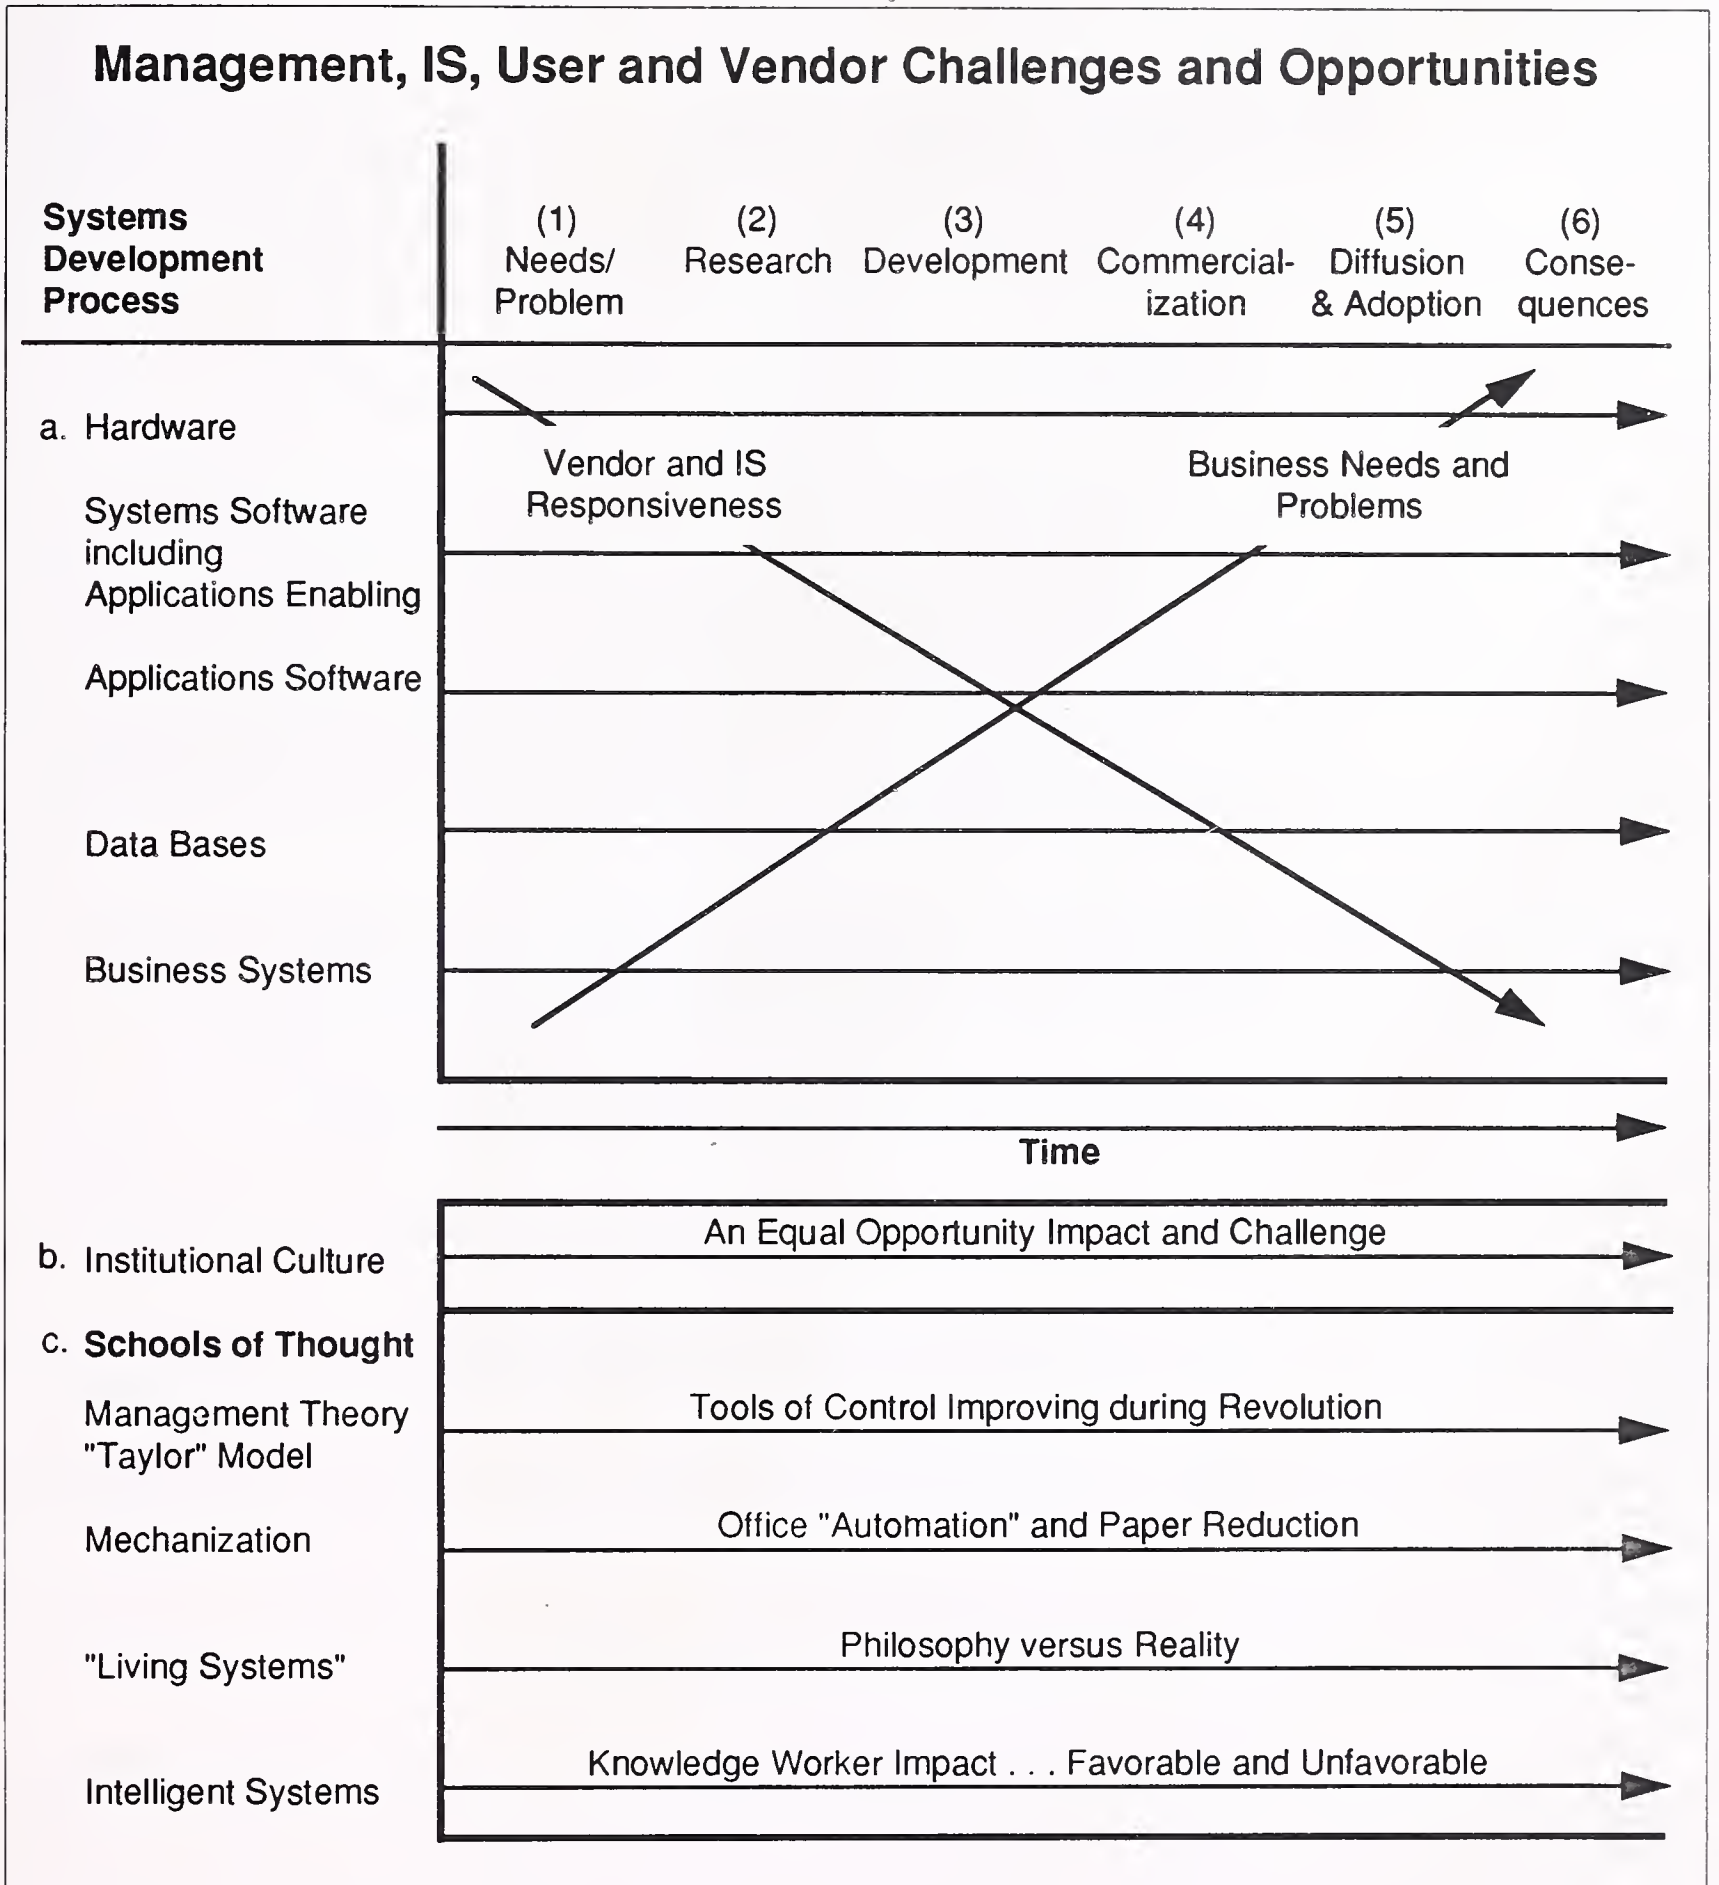 Management, IS, User and Vendor Challenges and Opportunities
Systems
Development
Process
(1)
Needs/
Problem
(2)
Research
(3)
Development
(4)
Commercial-
ization
(5)
Diffusion
& Adoption
(6)
Conse-
quences
a. Hardware
Vendor and IS
Responsiveness
Business Needs and
Problems
Systems Software
including
Applications Enabling
Applications Software
Data Bases
Business Systems
Time
An Equal Opportunity Impact and Challenge
b. Institutional Culture
c. Schools of Thought
Management Theory
"Taylor" Model
Tools of Control Improving during Revolution
Mechanization
Office "Automation" and Paper Reduction
"Living Systems"
Philosophy versus Reality
Intelligent Systems
Knowledge Worker Impact . . . Favorable and Unfavorable